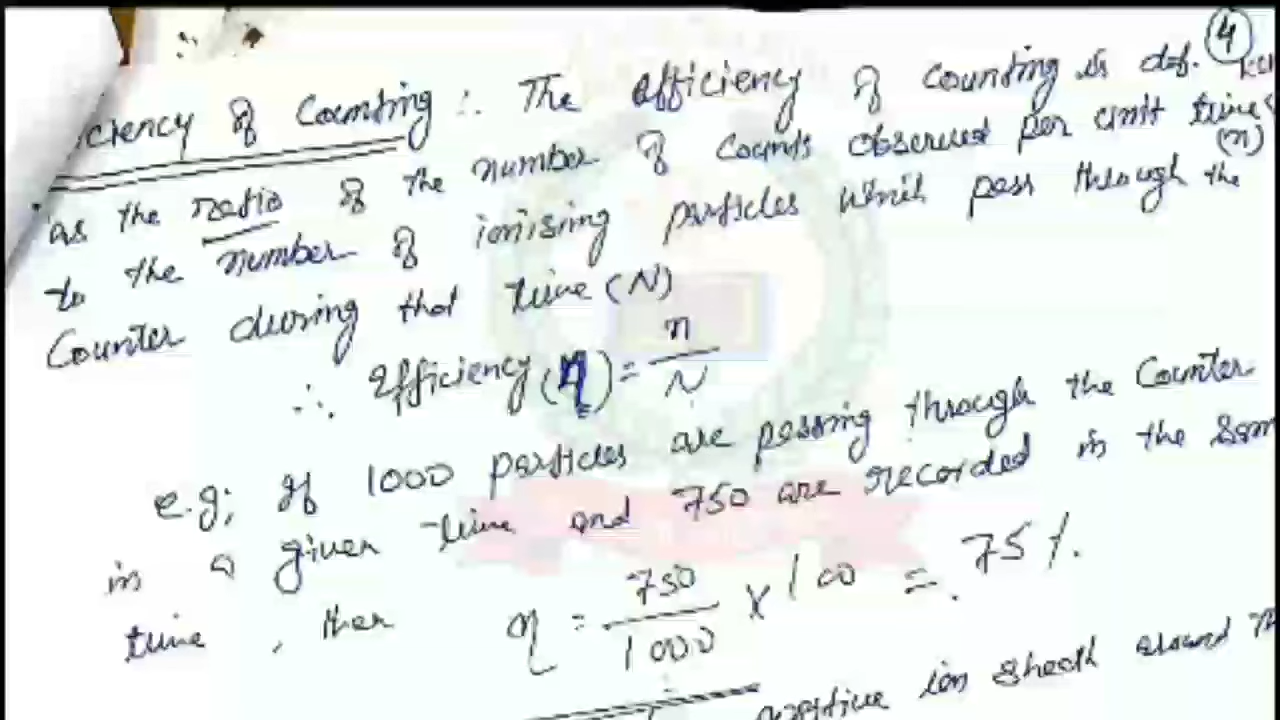 4
ciency of Counting :. The efficiency of counting is def.
as the ratio of the number of counts observed per unit time (n)
to the number of ionising particles which pass through the
Counter during that time (N)
∴ Efficiency (η) = n/N
e.g; If 1000 particles are passing through the Counter
in a given time and 750 are recorded in the Sam
time, then η = 750/1000 × 100 = 75%.
positive ion sheath around